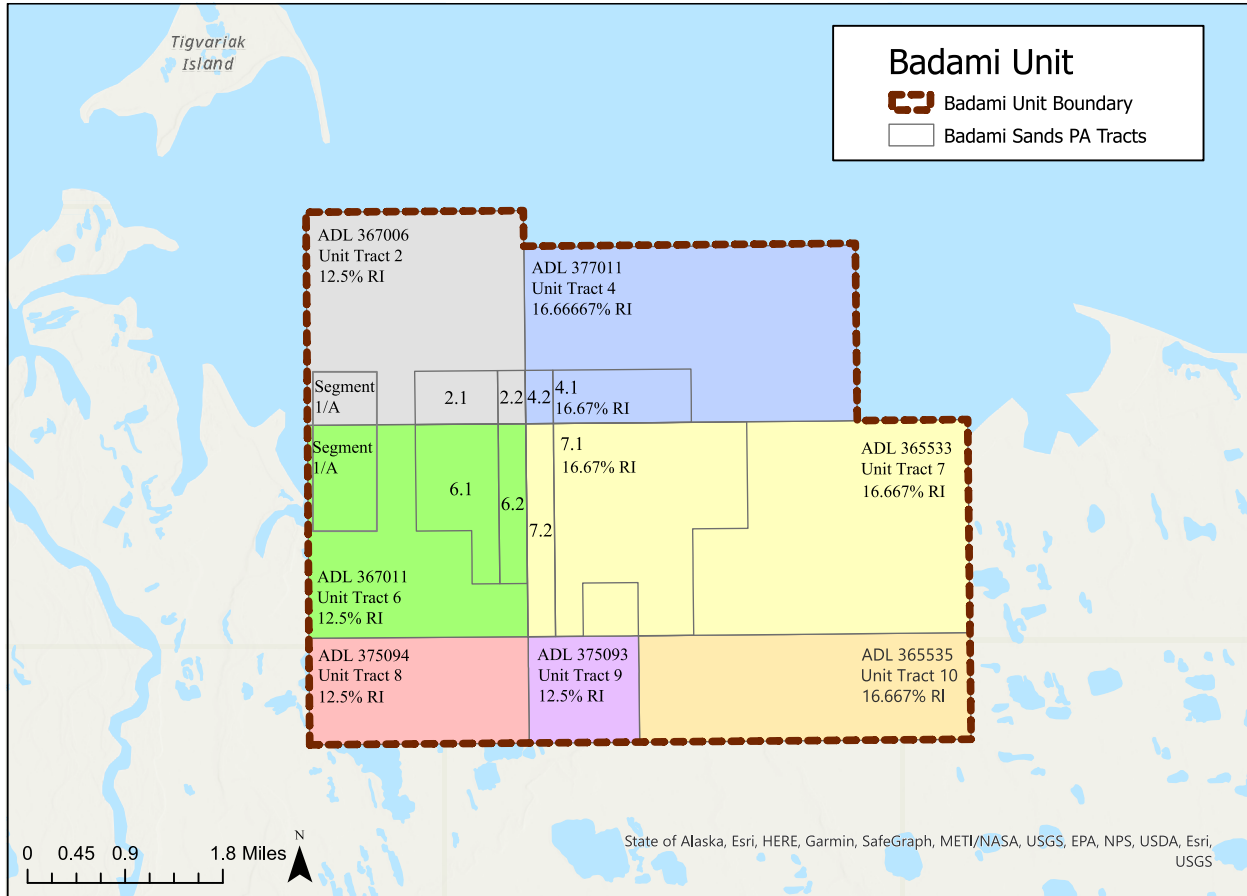 Tigvariak
Island
Badami Unit
Badami Unit Boundary
Badami Sands PA Tracts
ADL 367006
Unit Tract 2
12.5% RI
ADL 377011
Unit Tract 4
16.66667% RI
Segment
1/A
2.1
2.2
4.2
4.1
16.67% RI
Segment
1/A
6.1
6.2
7.2
7.1
16.67% RI
ADL 365533
Unit Tract 7
16.667% RI
ADL 367011
Unit Tract 6
12.5% RI
ADL 375094
Unit Tract 8
12.5% RI
ADL 375093
Unit Tract 9
12.5% RI
ADL 365535
Unit Tract 10
16.667% RI
0 0.45 0.9 1.8 Miles
N
State of Alaska, Esri, HERE, Garmin, SafeGraph, METI/NASA, USGS, EPA, NPS, USDA, Esri,
USGS